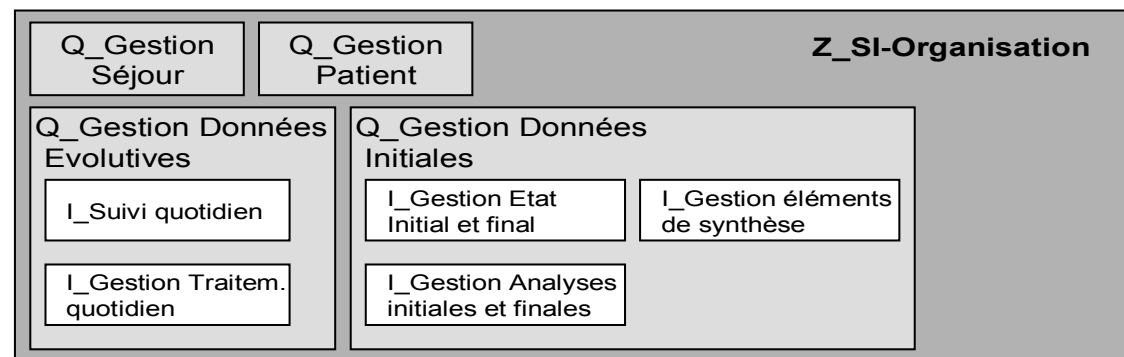 Q_Gestion
Séjour
Q_Gestion
Patient
Z_SI-Organisation
Q_Gestion Données
Evolutives
I_Suivi quotidien
I_Gestion Traitem.
quotidien
Q_Gestion Données
Initiales
I_Gestion Etat
Initial et final
I_Gestion éléments
de synthèse
I_Gestion Analyses
initiales et finales